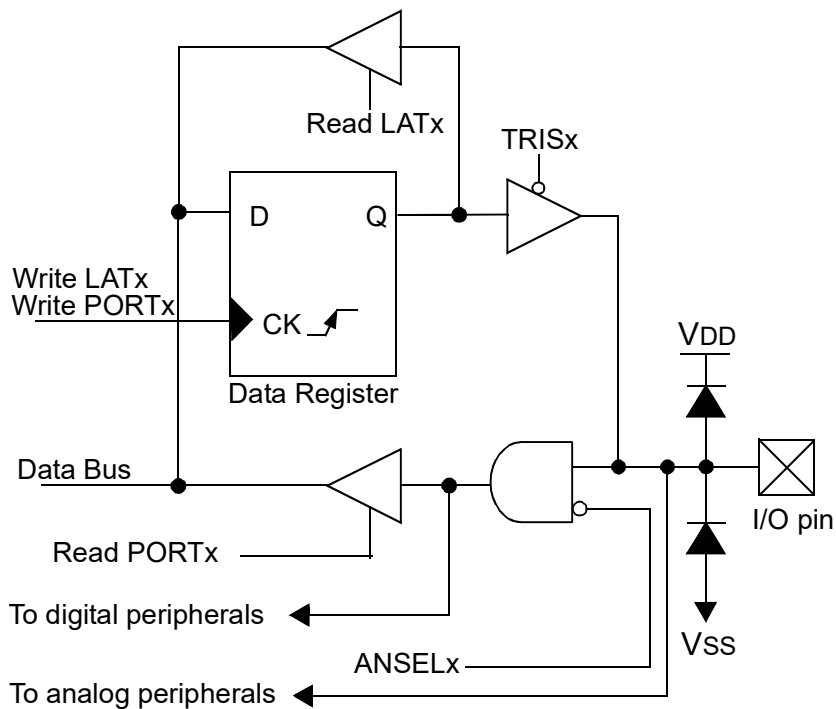 Read LATx
TRISx
D
Q
Write LATx
Write PORTx
CK
VDD
Data Register
Data Bus
I/O pin
Read PORTx
To digital peripherals
VSS
ANSELx
To analog peripherals